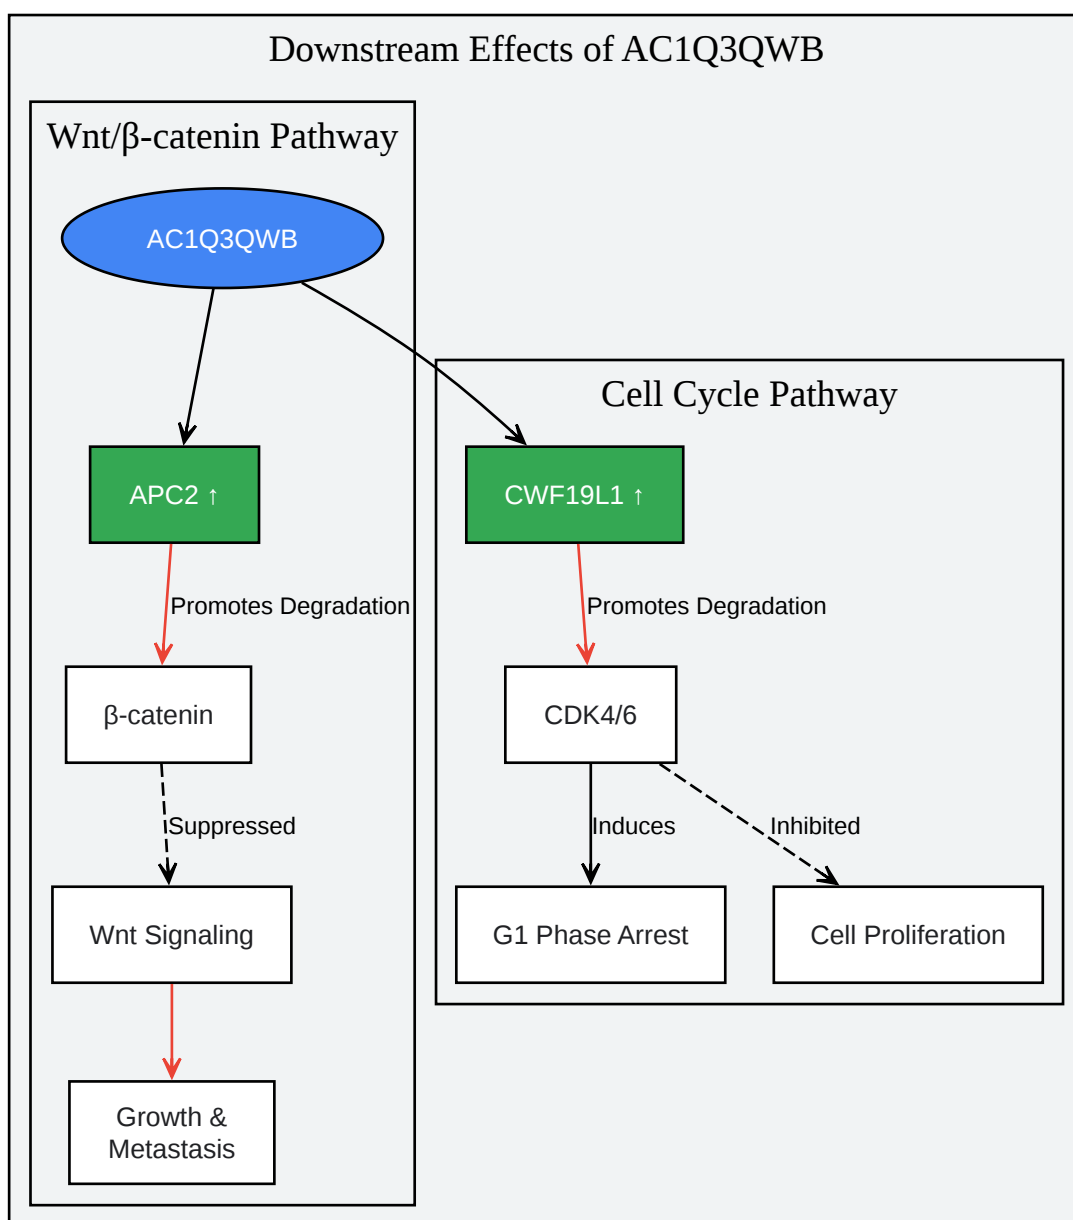 Downstream Effects of AC1Q3QWB
Wnt/β-catenin Pathway
AC1Q3QWB
Cell Cycle Pathway
APC2 ↑
CWF19L1 ↑
Promotes Degradation
Promotes Degradation
β-catenin
CDK4/6
Suppressed
Induces
Inhibited
Wnt Signaling
G1 Phase Arrest
Cell Proliferation
Growth &
Metastasis